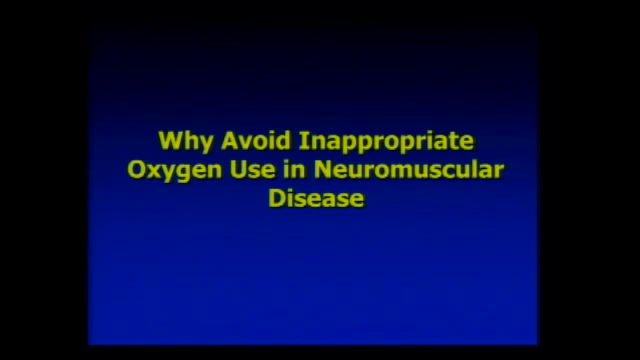 Why Avoid Inappropriate
Oxygen Use in Neuromuscular
Disease